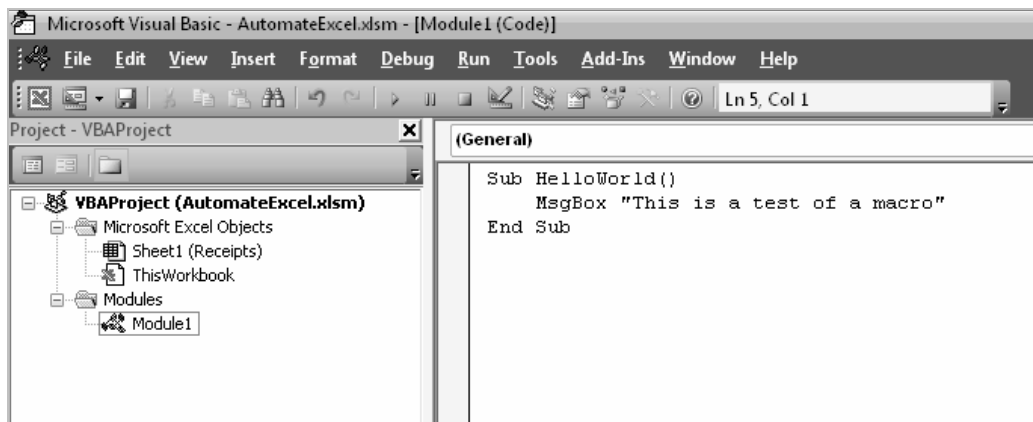 Microsoft Visual Basic - AutomateExcel.xlsm - [Module1 (Code)]
File Edit View Insert Format Debug Run Tools Add-Ins Window Help
Ln 5, Col 1
Project - VBAProject
(General)
VBAProject (AutomateExcel.xlsm)
Microsoft Excel Objects
Sheet1 (Receipts)
ThisWorkbook
Modules
Module1
Sub HelloWorld()
    MsgBox "This is a test of a macro"
End Sub